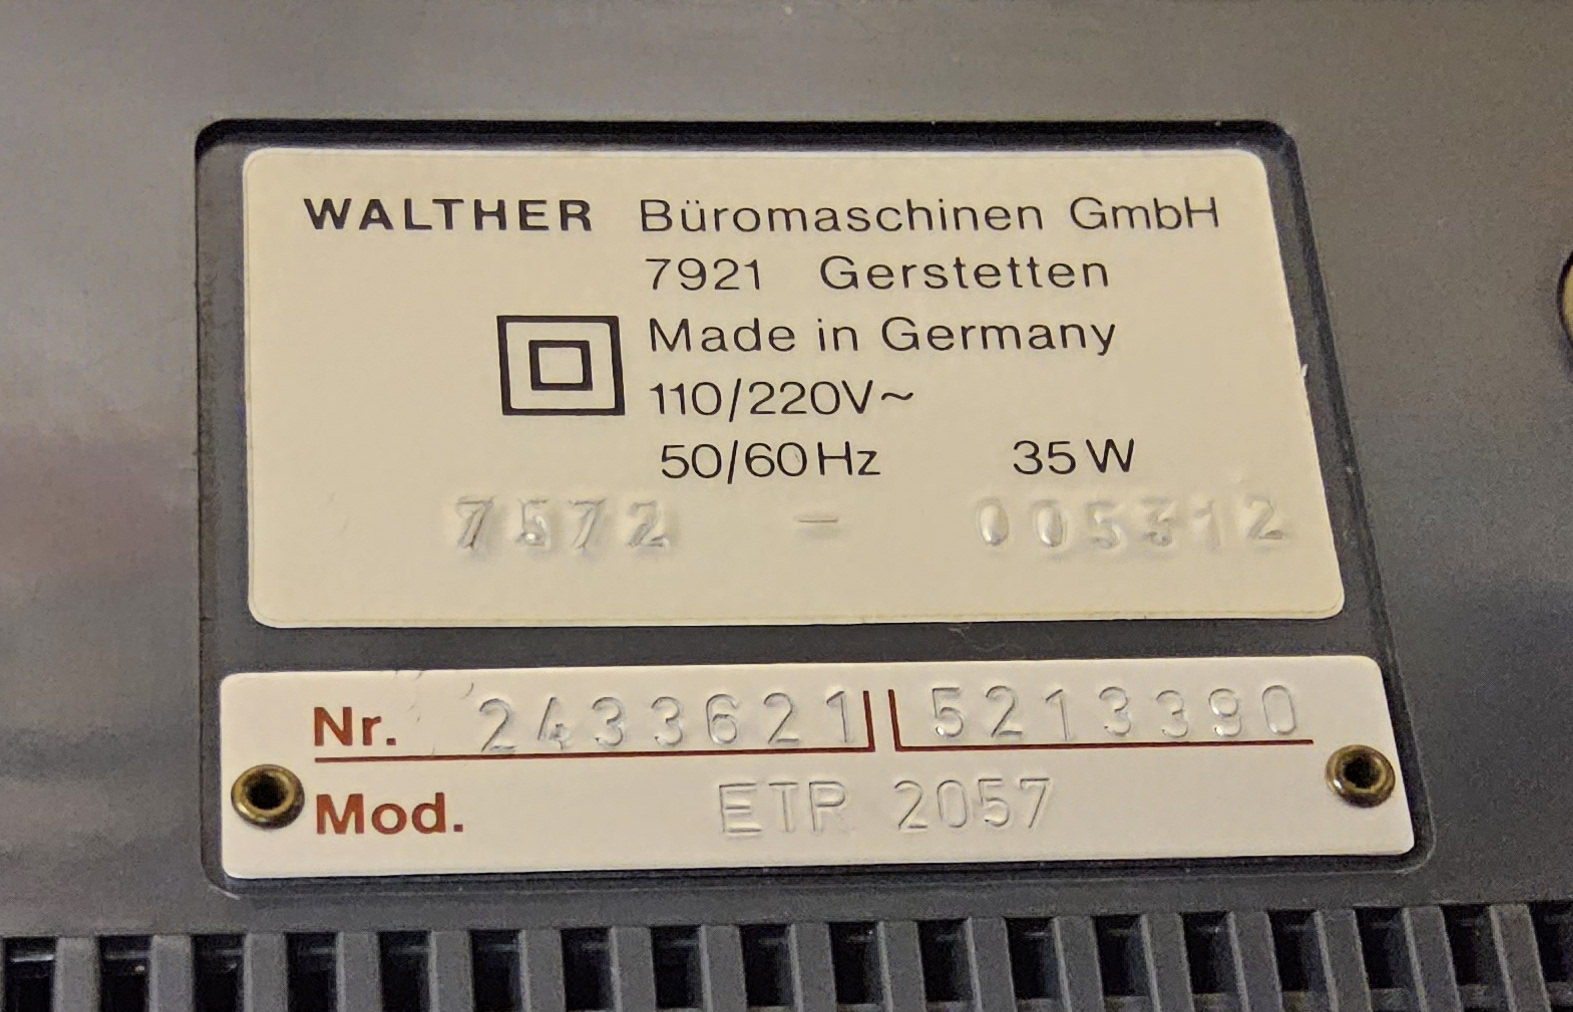 WALTHER Büromaschinen GmbH
7921 Gerstetten
Made in Germany
110/220V~
50/60Hz 35W
7572 - 005312
Nr. 2433621 5213390
Mod. ETR 2057